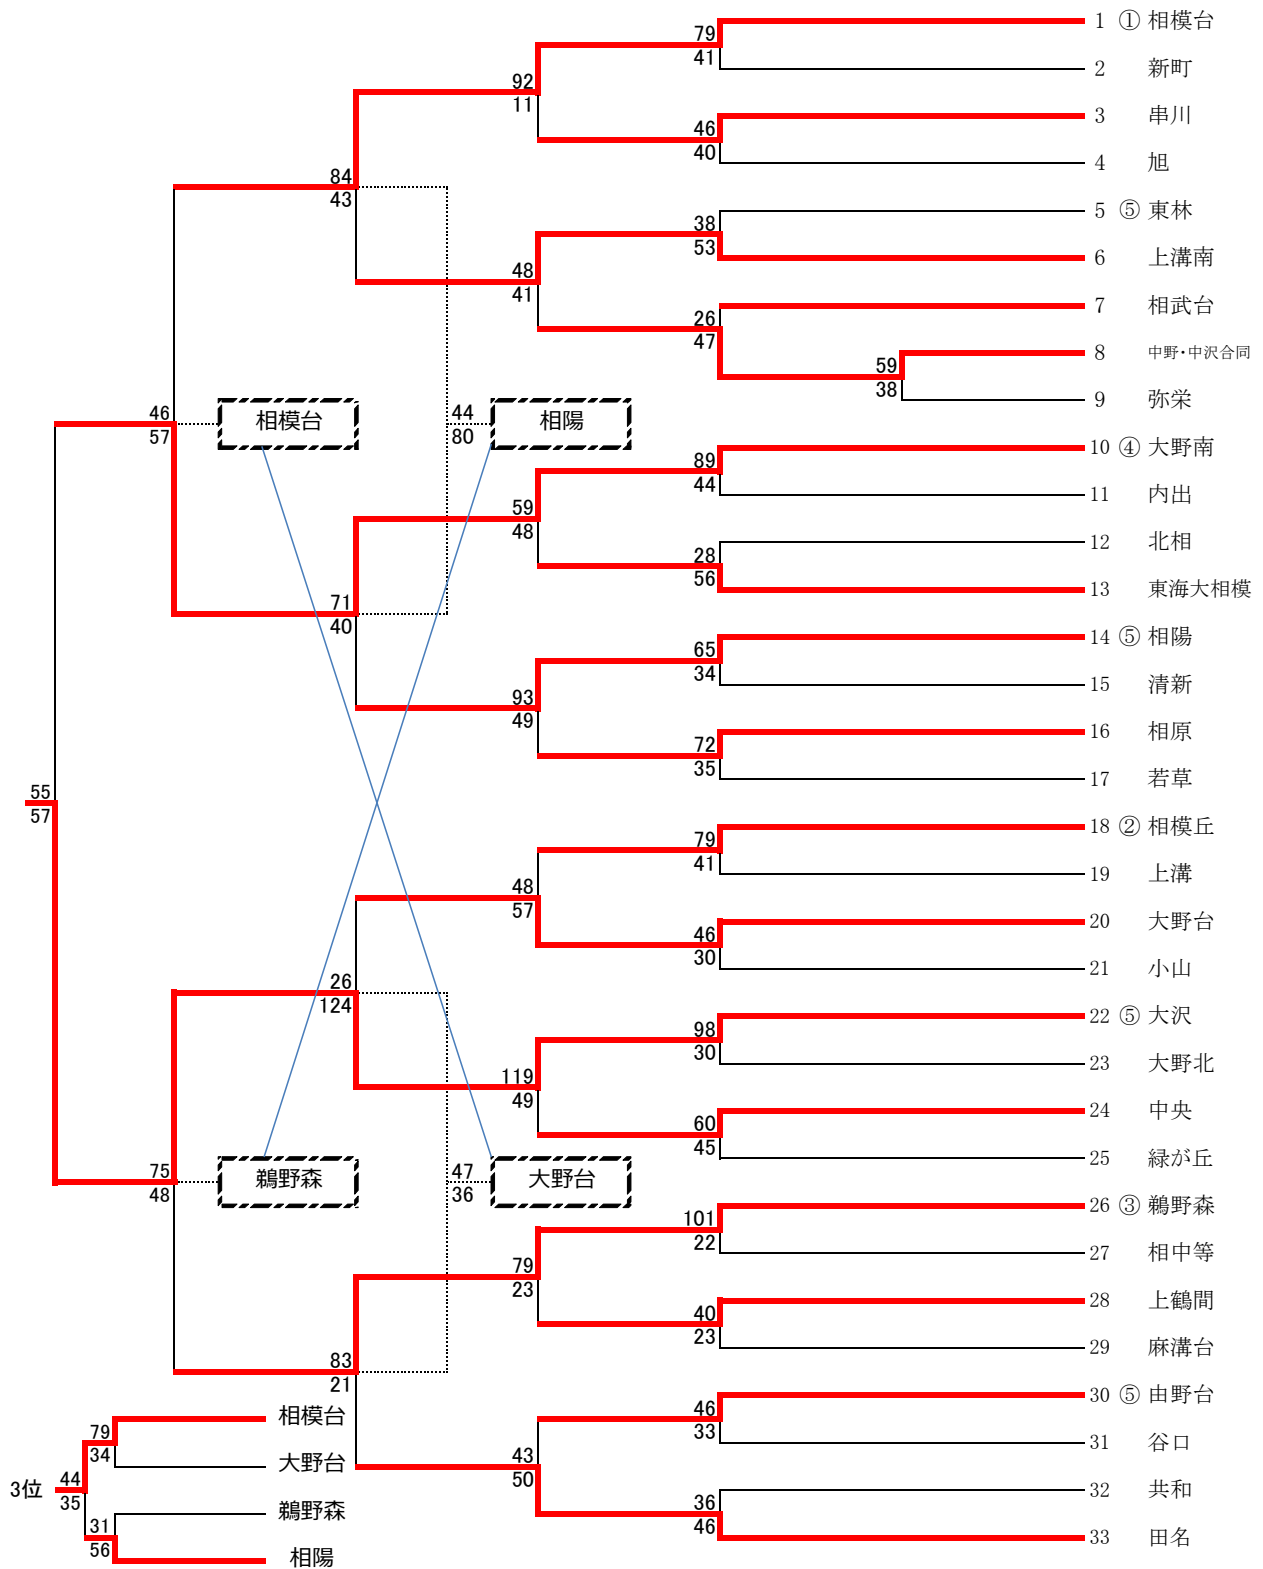 1 ① 相模台
79
41
2 新町
92
11
3 串川
46
40
4 旭
84
43
5 ⑤ 東林
38
53
6 上溝南
48
41
7 相武台
26
47
8 中野・中沢合同
59
38
9 弥栄
46
57
相模台
44
80
相陽
10 ④ 大野南
89
44
11 内出
59
48
12 北相
28
56
13 東海大相模
71
40
14 ⑤ 相陽
65
34
15 清新
93
49
16 相原
72
35
17 若草
55
57
18 ② 相模丘
79
41
19 上溝
48
57
20 大野台
46
30
21 小山
26
124
22 ⑤ 大沢
98
30
23 大野北
119
49
24 中央
60
45
25 緑が丘
75
48
鵜野森
47
36
大野台
26 ③ 鵜野森
101
22
27 相中等
79
23
28 上鶴間
40
23
29 麻溝台
83
21
30 ⑤ 由野台
46
33
31 谷口
43
50
32 共和
36
46
33 田名
相模台
79
34
大野台
3位
44
35
鵜野森
31
56
相陽